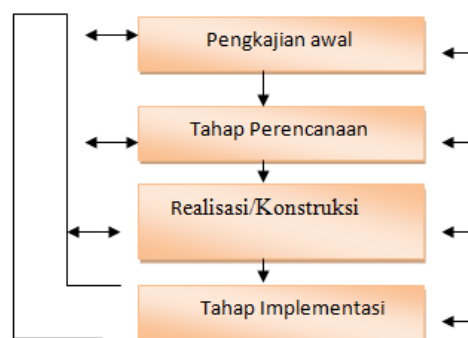 Pengkajian awal
Tahap Perencanaan
Realisasi/Konstruksi
Tahap Implementasi